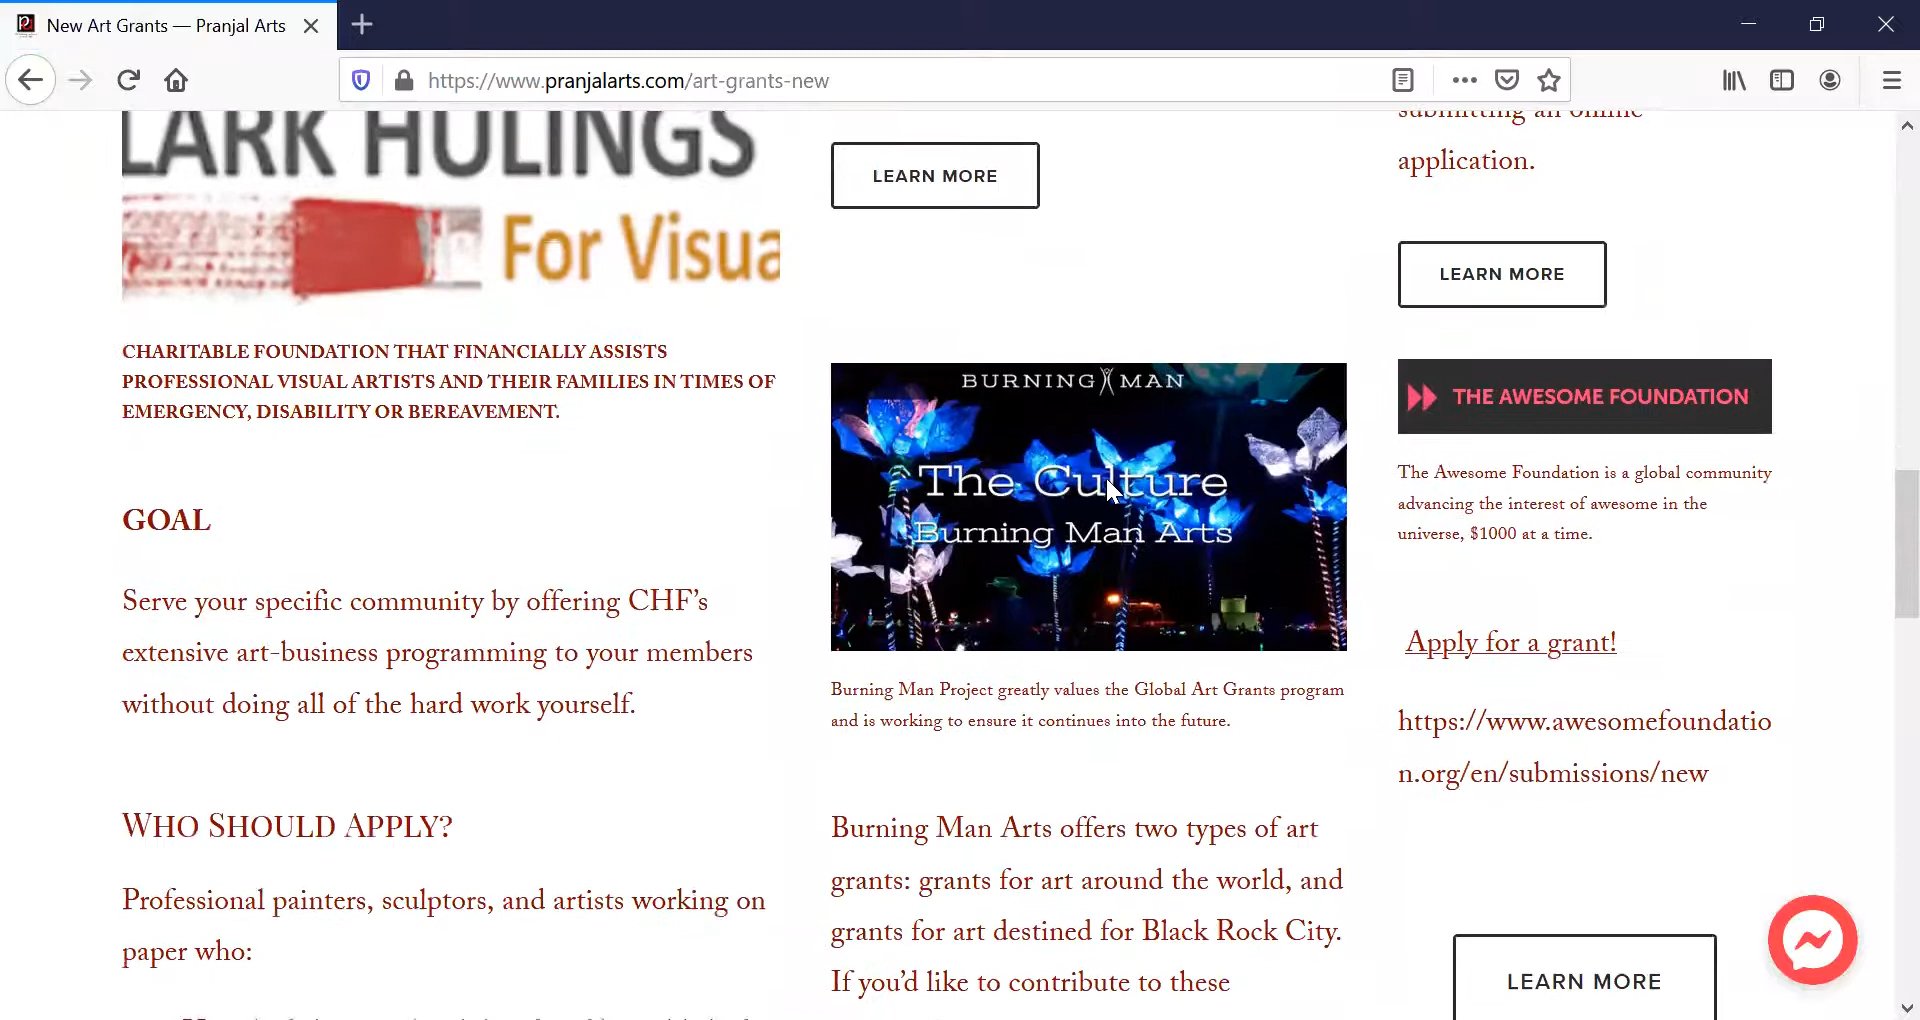 New Art Grants — Pranjal Arts
https://www.pranjalarts.com/art-grants-new
LARK HULINGS
For Visua
CHARITABLE FOUNDATION THAT FINANCIALLY ASSISTS
PROFESSIONAL VISUAL ARTISTS AND THEIR FAMILIES IN TIMES OF
EMERGENCY, DISABILITY OR BEREAVEMENT.
GOAL
Serve your specific community by offering CHF’s
extensive art-business programming to your members
without doing all of the hard work yourself.
WHO SHOULD APPLY?
Professional painters, sculptors, and artists working on
paper who:
LEARN MORE
BURNING MAN
The Culture
Burning Man Arts
Burning Man Project greatly values the Global Art Grants program
and is working to ensure it continues into the future.
Burning Man Arts offers two types of art
grants: grants for art around the world, and
grants for art destined for Black Rock City.
If you’d like to contribute to these
submitting an online
application.
LEARN MORE
THE AWESOME FOUNDATION
The Awesome Foundation is a global community
advancing the interest of awesome in the
universe, $1000 at a time.
Apply for a grant!
https://www.awesomefoundatio
n.org/en/submissions/new
LEARN MORE